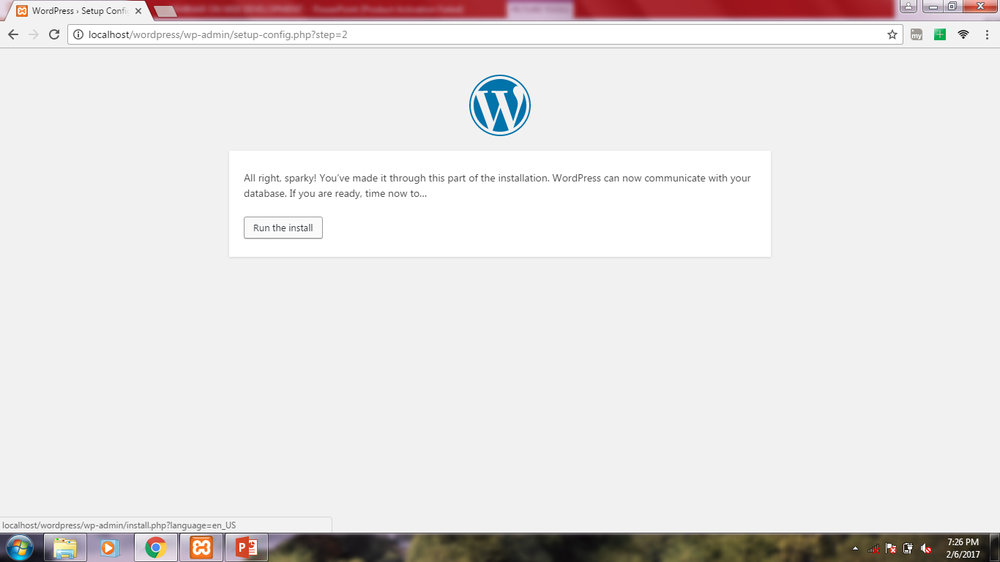 WordPress › Setup Config
localhost/wordpress/wp-admin/setup-config.php?step=2
my
W
All right, sparky! You’ve made it through this part of the installation. WordPress can now communicate with your
database. If you are ready, time now to…
Run the install
localhost/wordpress/wp-admin/install.php?language=en_US
7:26 PM
2/6/2017